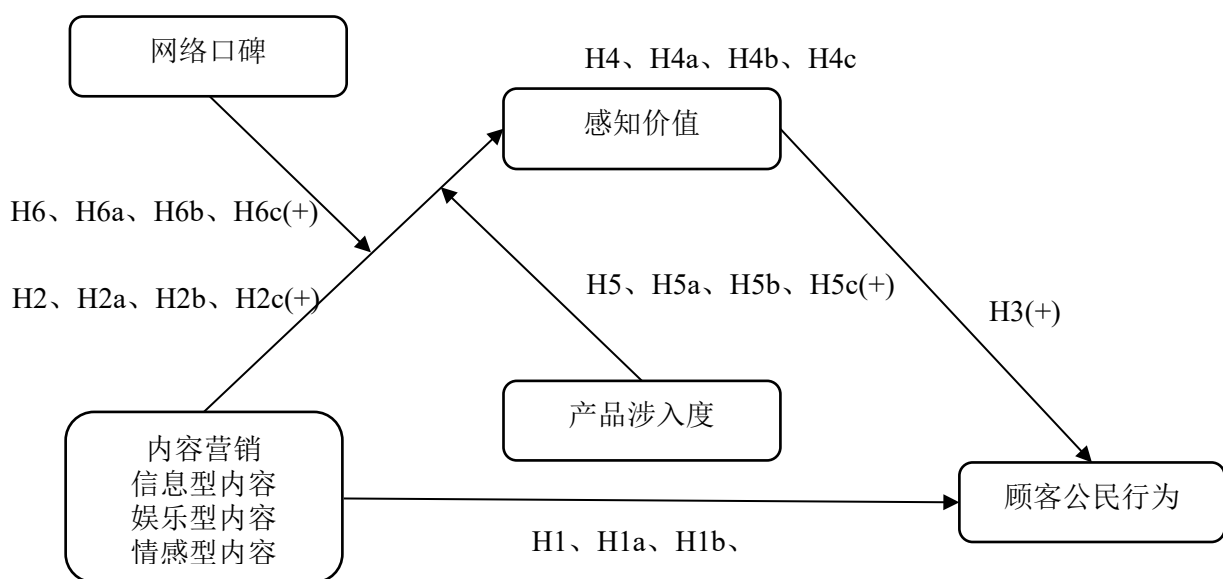 网络口碑
H4、H4a、H4b、H4c
感知价值
H6、H6a、H6b、H6c(+)
H2、H2a、H2b、H2c(+)
H5、H5a、H5b、H5c(+)
H3(+)
产品涉入度
内容营销
信息型内容
娱乐型内容
情感型内容
顾客公民行为
H1、H1a、H1b、